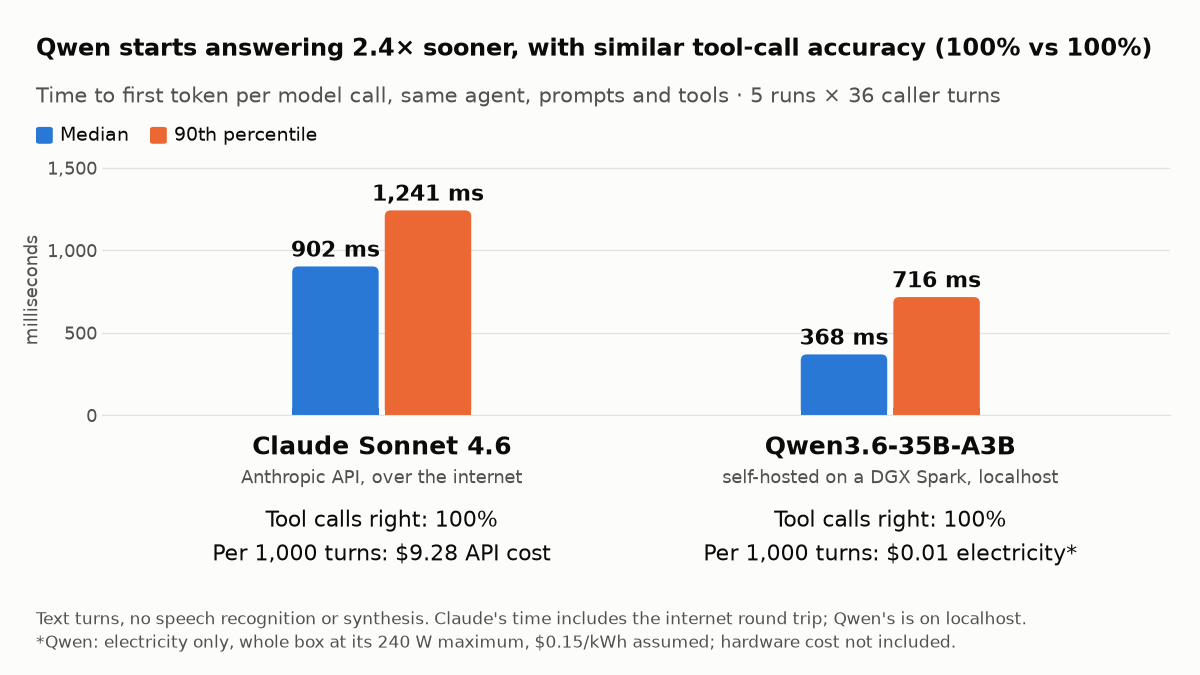 Qwen starts answering 2.4× sooner, with similar tool-call accuracy (100% vs 100%)
Time to first token per model call, same agent, prompts and tools · 5 runs × 36 caller turns
Median 90th percentile
milliseconds
1,500
1,000
500
0
902 ms
1,241 ms
368 ms
716 ms
Claude Sonnet 4.6
Anthropic API, over the internet
Tool calls right: 100%
Per 1,000 turns: $9.28 API cost
Qwen3.6-35B-A3B
self-hosted on a DGX Spark, localhost
Tool calls right: 100%
Per 1,000 turns: $0.01 electricity*
Text turns, no speech recognition or synthesis. Claude's time includes the internet round trip; Qwen's is on localhost.
*Qwen: electricity only, whole box at its 240 W maximum, $0.15/kWh assumed; hardware cost not included.